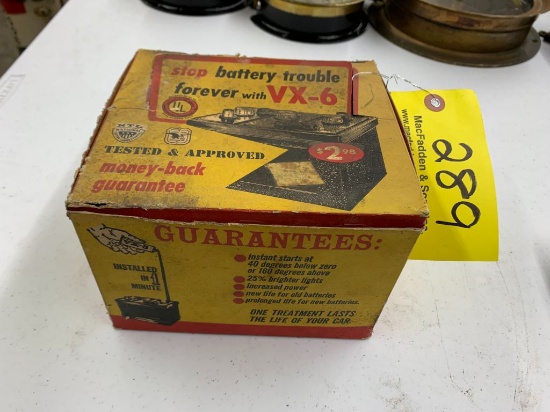 stop battery trouble
forever with VX-6
$2.98
TESTED & APPROVED
money-back
guarantee
GUARANTEES:
INSTALLED
IN 1
MINUTE
• Instant starts at
40 degrees below zero
or 100 degrees above
• 25% brighter lights
• Increased power
• new life for old batteries
• prolonged life for new batteries.
ONE TREATMENT LASTS
THE LIFE OF YOUR CAR
MacFadden & S
289